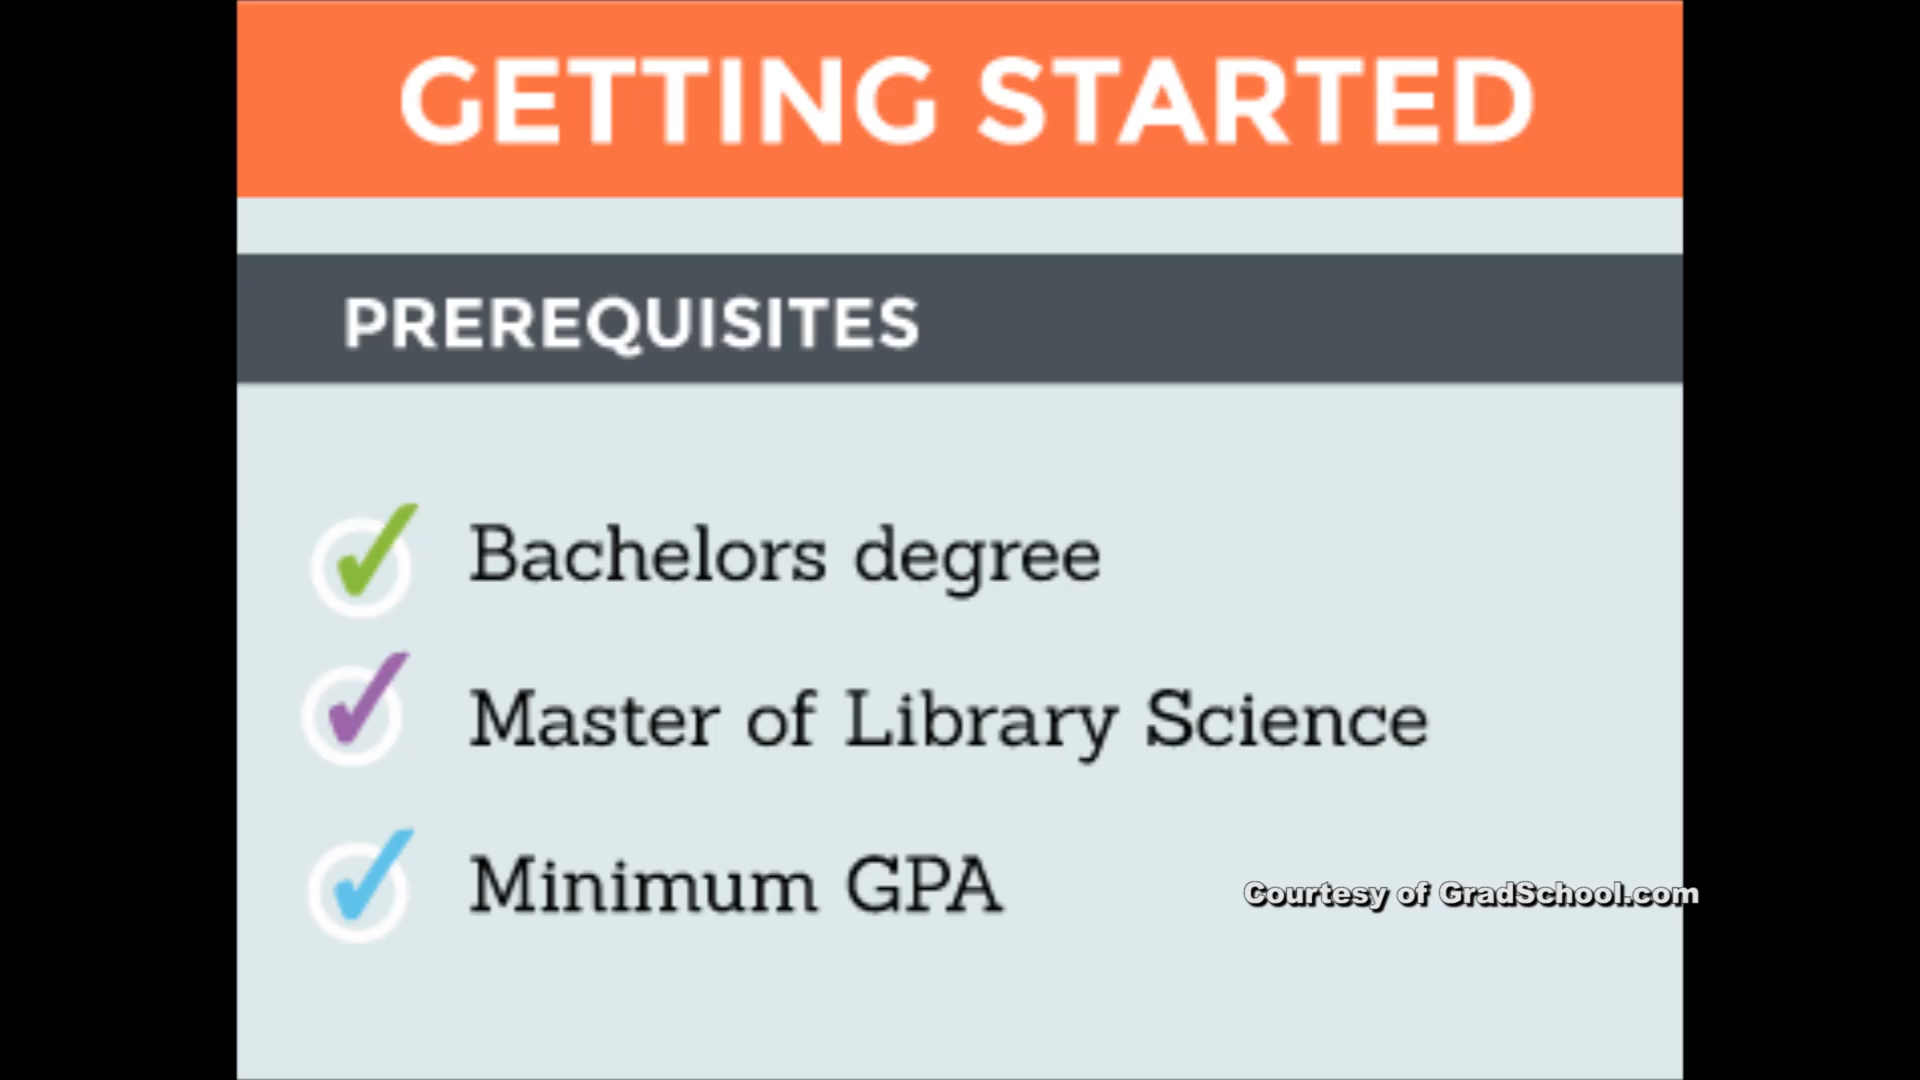 GETTING STARTED
PREREQUISITES
Bachelors degree
Master of Library Science
Minimum GPA
Courtesy of GradSchool.com